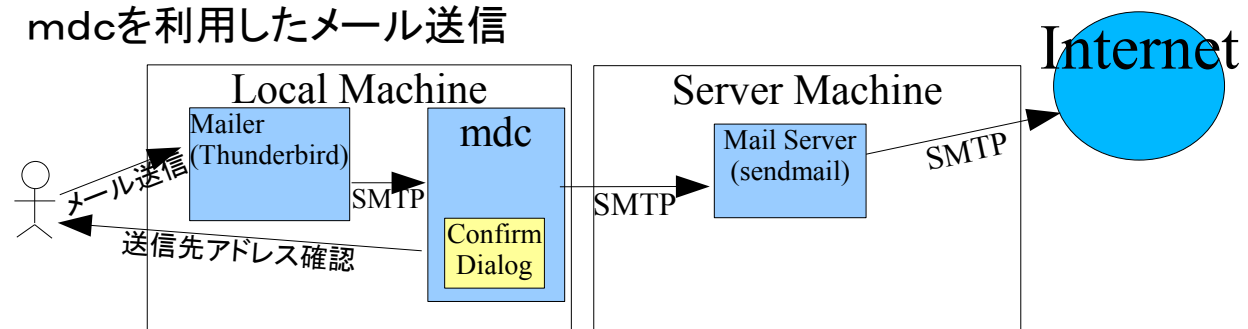 mdcを利用したメール送信
Internet
Local Machine
Server Machine
Mailer
(Thunderbird)
mdc
Mail Server
(sendmail)
メール送信
SMTP
SMTP
SMTP
送信先アドレス確認
Confirm
Dialog